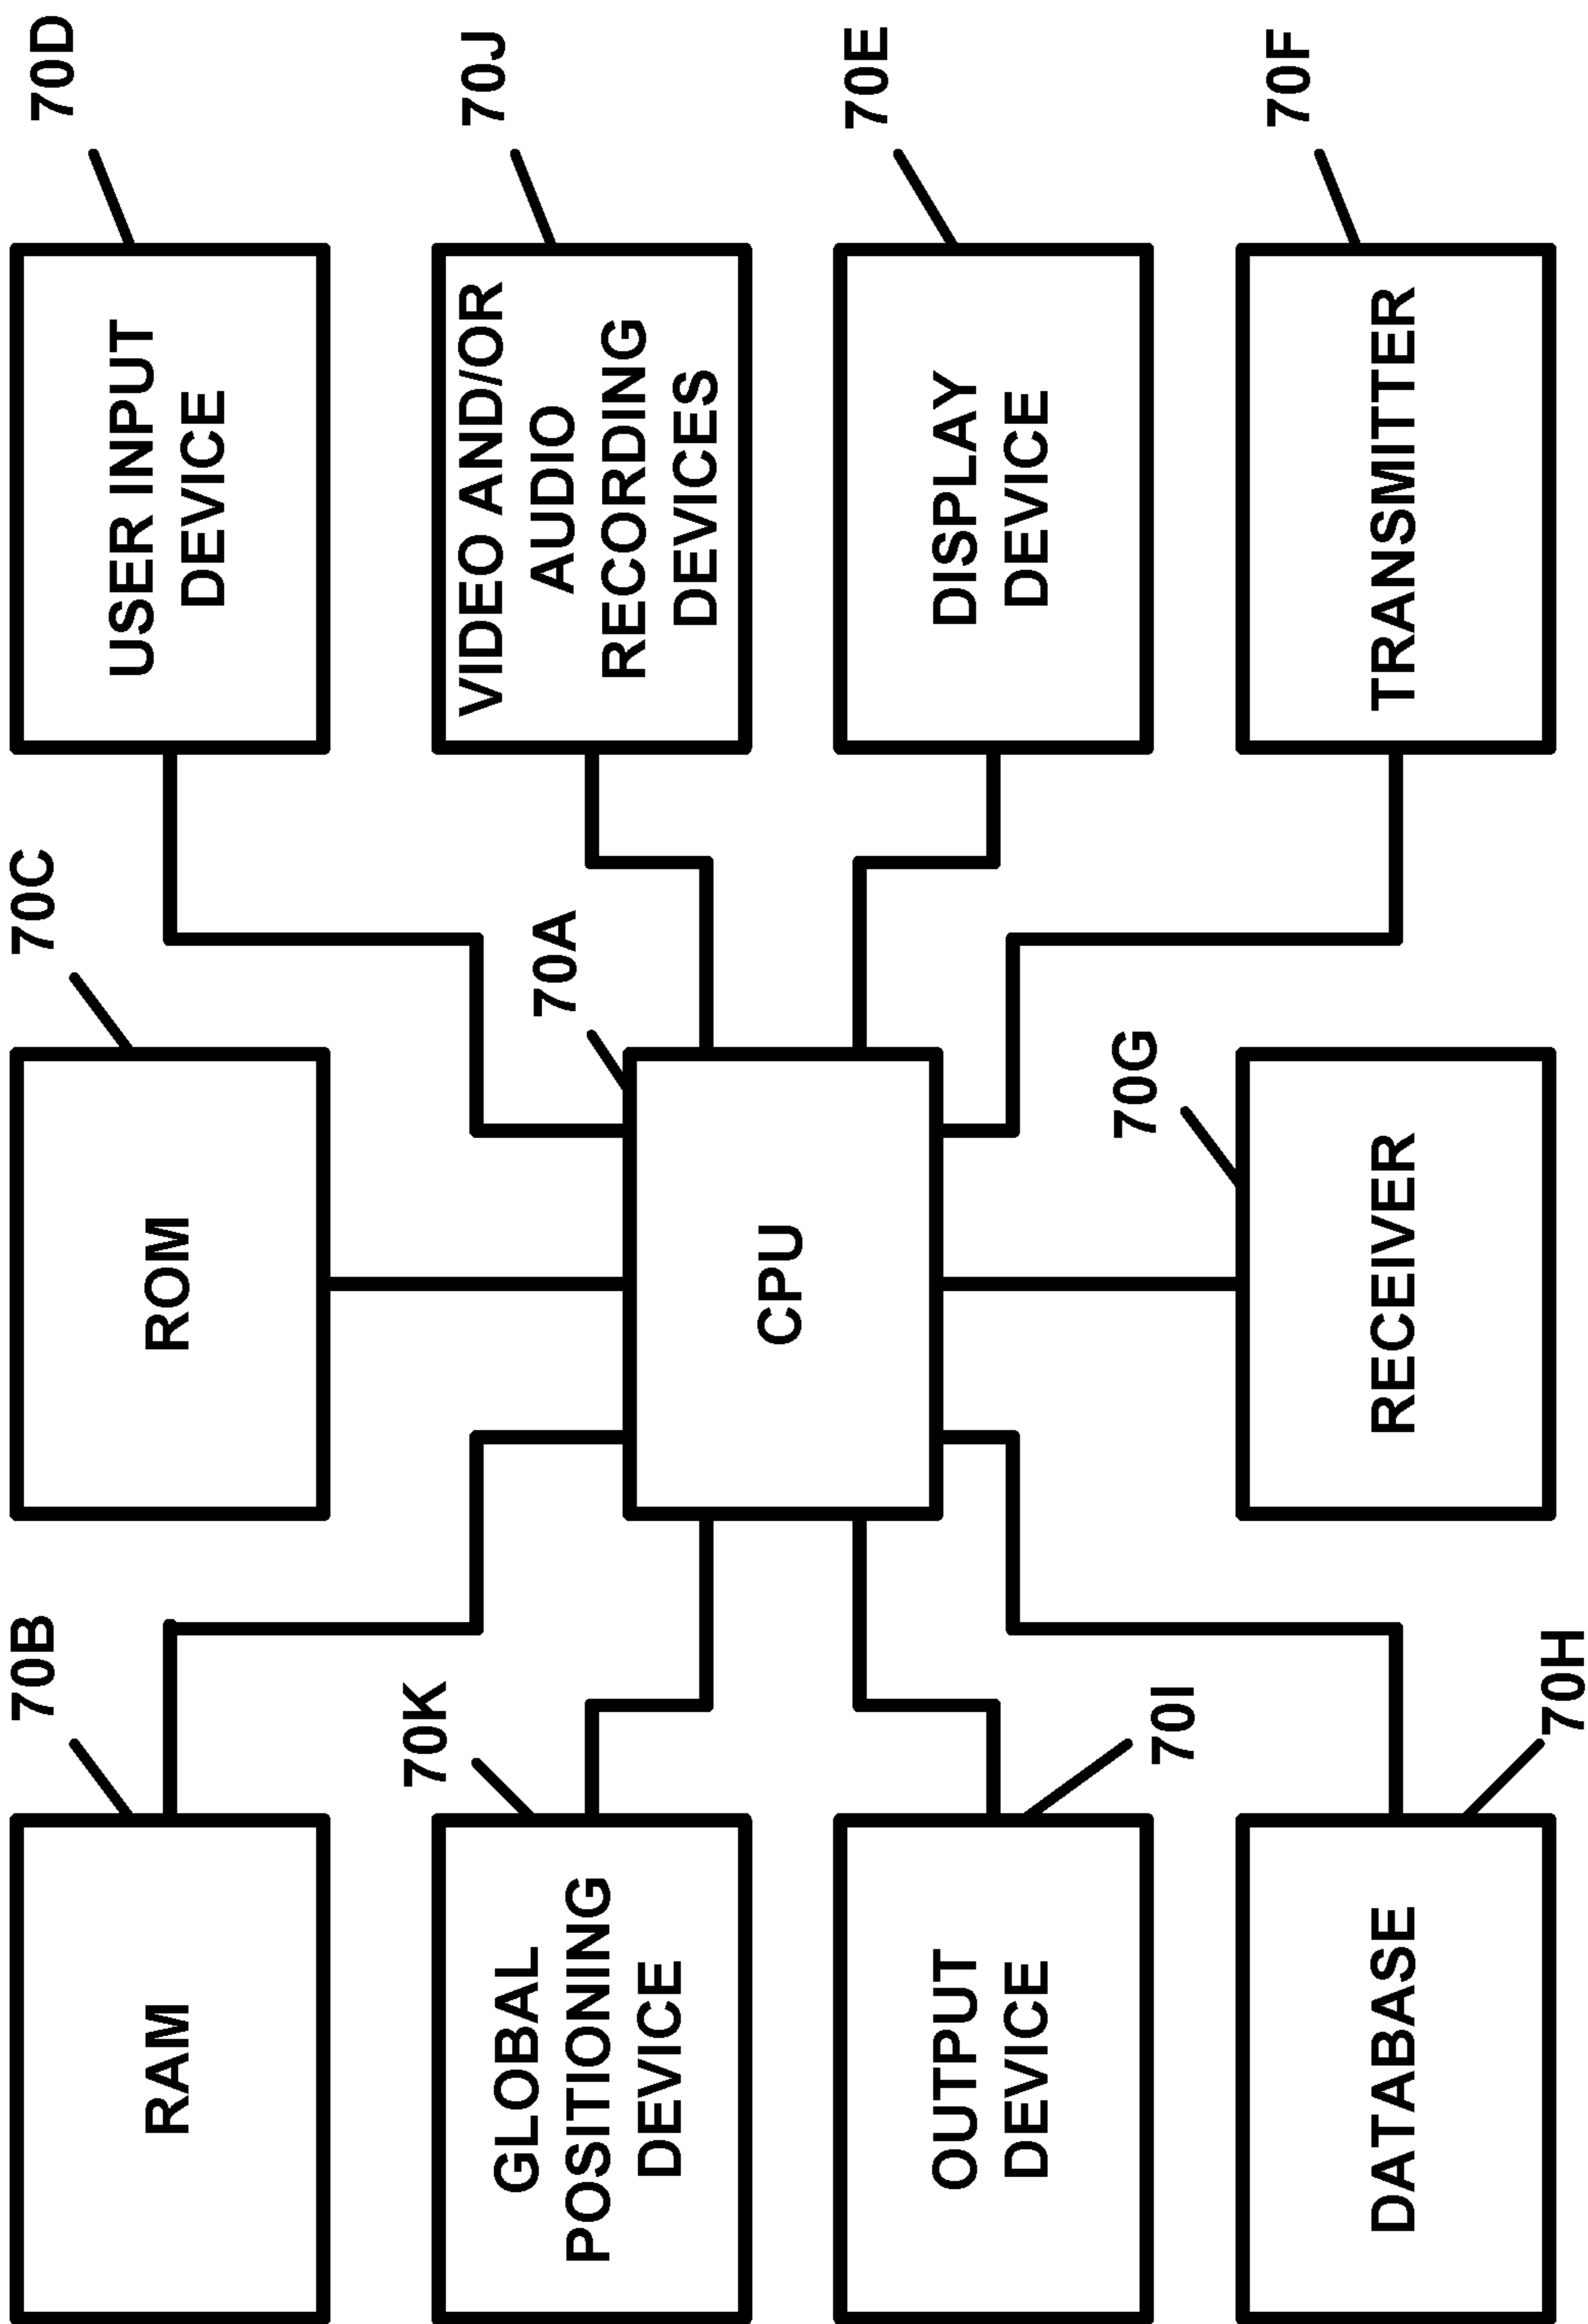 70B
70C
70D
RAM
ROM
USER INPUT
DEVICE
70K
70A
70J
GLOBAL
POSITIONING
DEVICE
CPU
VIDEO AND/OR
AUDIO
RECORDING
DEVICES
70E
OUTPUT
DEVICE
DISPLAY
DEVICE
70I
70G
70F
DATABASE
RECEIVER
TRANSMITTER
70H